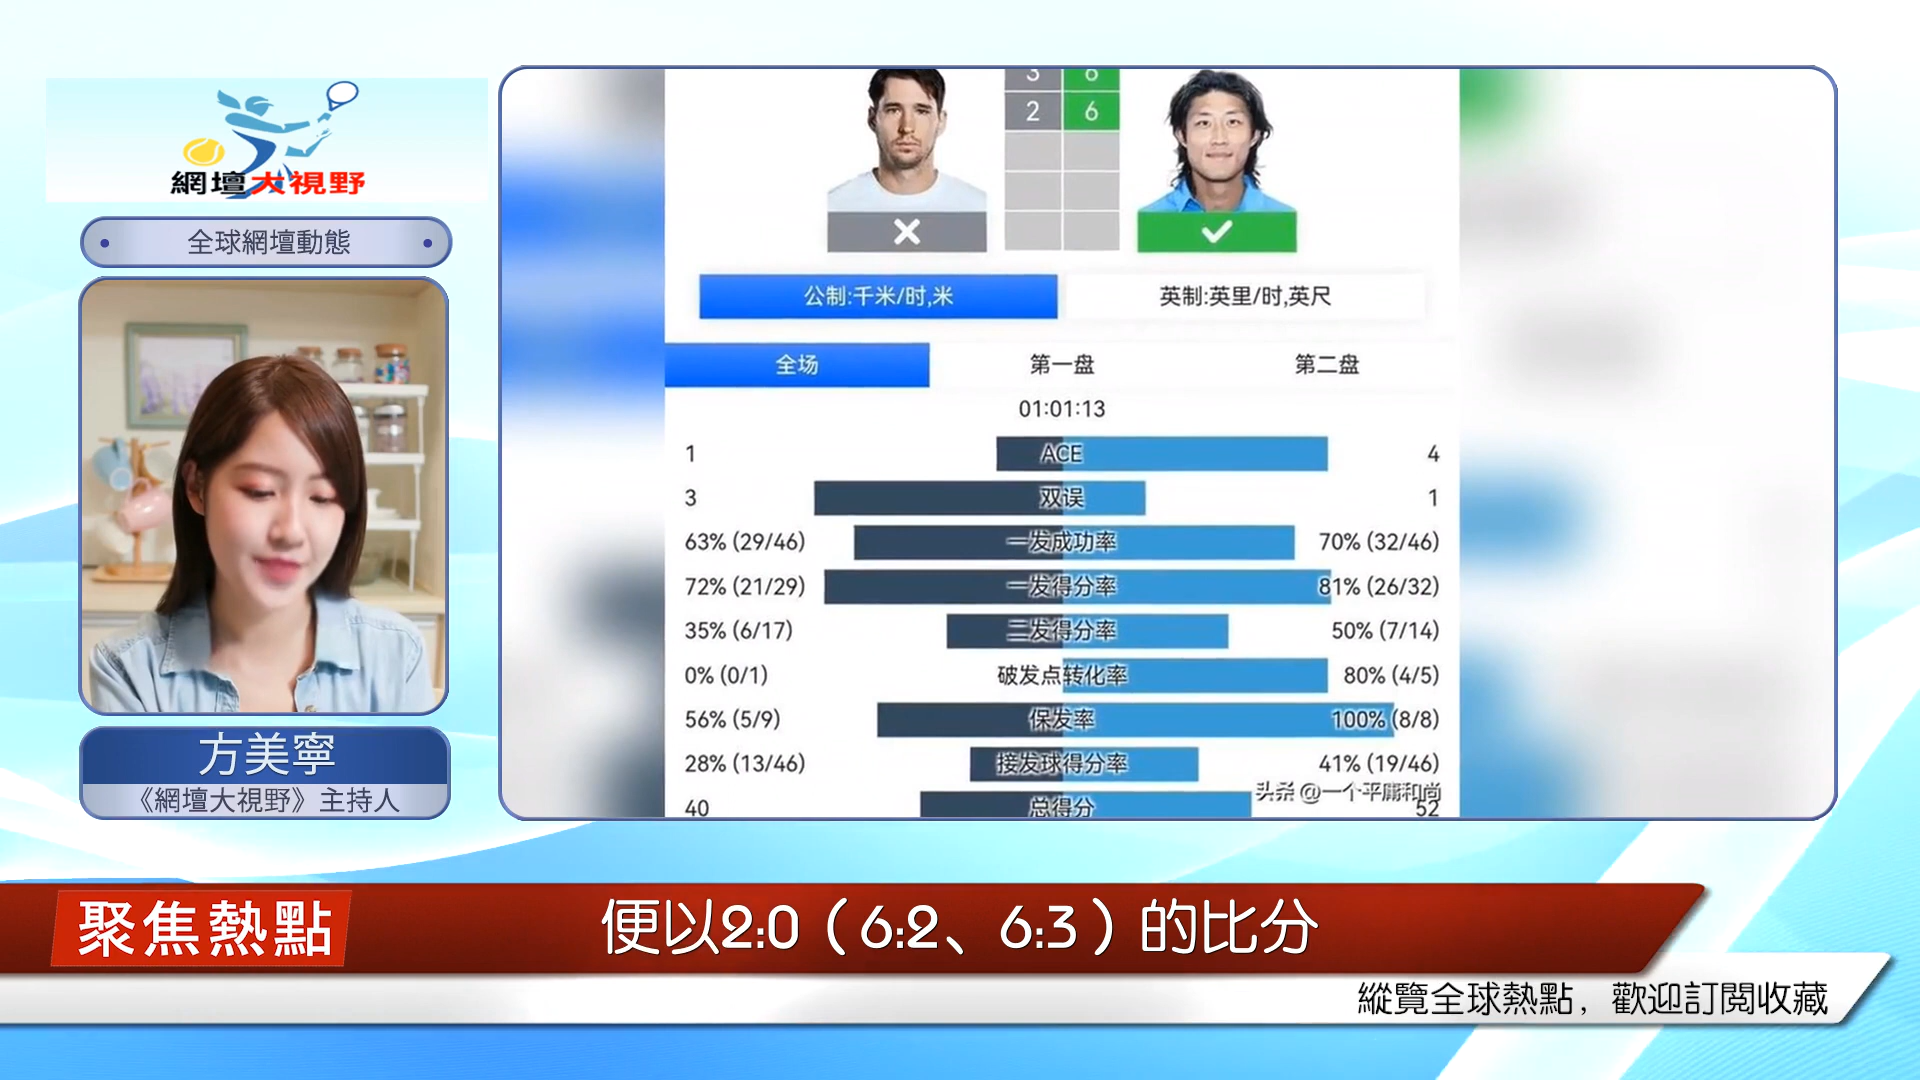 網壇大視野
全球網壇動態
方美寧
《網壇大視野》主持人
3 6
2 6
公制:千米/时,米 英制:英里/时,英尺
全场 第一盘 第二盘
01:01:13
1 ACE 4
3 双误 1
63% (29/46) 一发成功率 70% (32/46)
72% (21/29) 一发得分率 81% (26/32)
35% (6/17) 二发得分率 50% (7/14)
0% (0/1) 破发点转化率 80% (4/5)
56% (5/9) 保发率 100% (8/8)
28% (13/46) 接发球得分率 41% (19/46)
头条 @一个平庸和尚
40 总得分 52
聚焦熱點 便以2:0（6:2、6:3）的比分
縱覽全球熱點，歡迎訂閱收藏